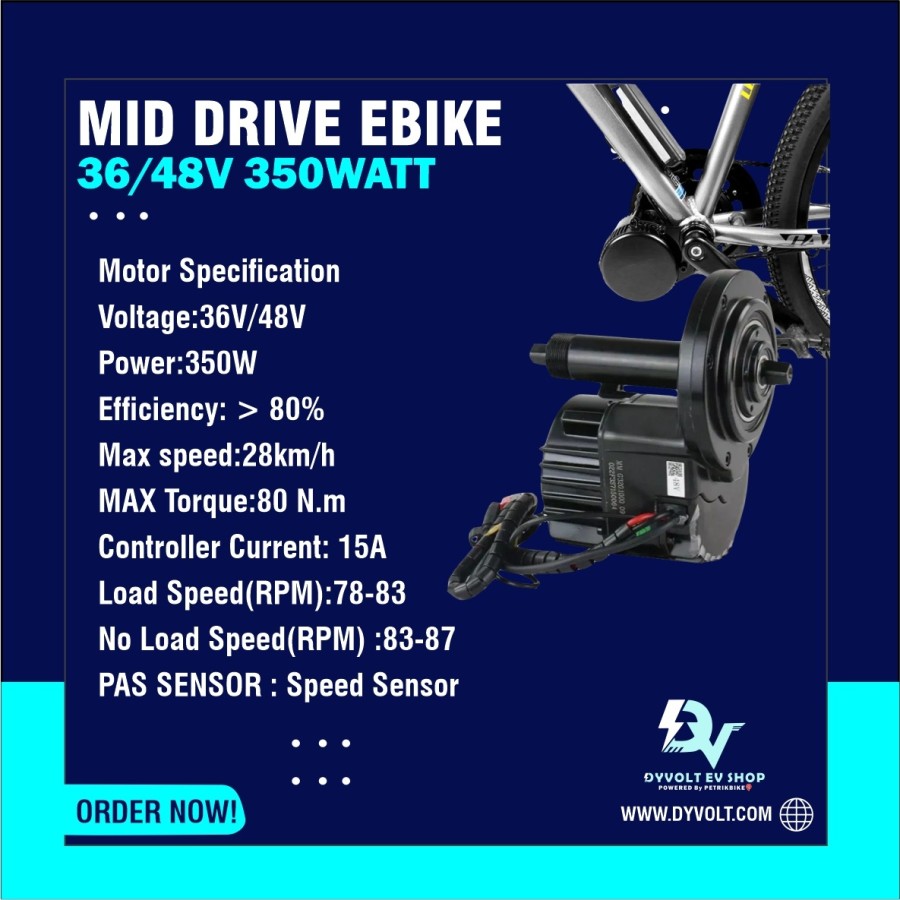 MID DRIVE EBIKE
36/48V 350WATT
Motor Specification
Voltage:36V/48V
Power:350W
Efficiency: > 80%
Max speed:28km/h
MAX Torque:80 N.m
Controller Current: 15A
Load Speed(RPM):78-83
No Load Speed(RPM) :83-87
PAS SENSOR : Speed Sensor
48V
ORDER NOW!
DV
DYVOLT EV SHOP
POWERED By PETRIKBIKE
WWW.DYVOLT.COM